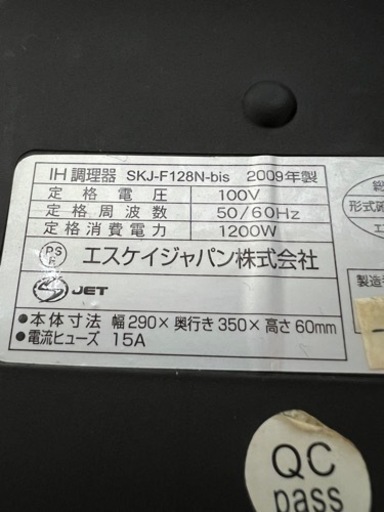 IH調理器 SKJ-F128N-bis 2009年製
定格電圧 100V
定格周波数 50/60Hz
定格消費電力 1200W
PS
E
エスケイジャパン株式会社
JET
●本体寸法 幅290×奥行き350×高さ60mm
●電流ヒューズ 15A
形式
製造
QC
pass